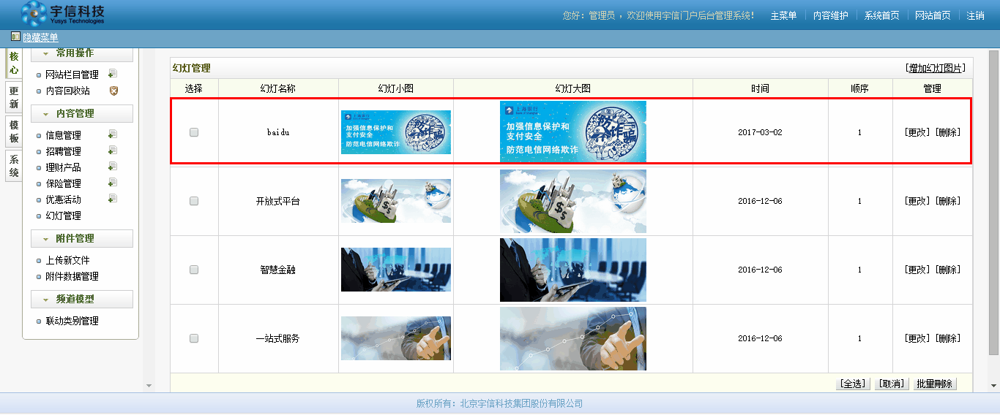 宇信科技
Yusys Technologies
您好：管理员 ，欢迎使用宇信门户后台管理系统！ 主菜单 内容维护 系统首页 网站首页 注销
隐藏菜单
核心
更新
模板
系统
常用操作
网站栏目管理
内容回收站
内容管理
信息管理
招聘管理
理财产品
保险管理
优惠活动
幻灯管理
附件管理
上传新文件
附件数据管理
频道模型
联动类别管理
幻灯管理 [增加幻灯图片]
选择 幻灯名称 幻灯小图 幻灯大图 时间 顺序 管理
baidu 2017-03-02 1 [更改] [删除]
上海银行
加强信息保护和
支付安全
防范电信网络欺诈
防诈骗
上海银行
Bank of Shanghai
加强信息保护和
支付安全
防范电信网络欺诈
防诈骗
开放式平台 2016-12-06 1 [更改] [删除]
智慧金融 2016-12-06 1 [更改] [删除]
一站式服务 2016-12-06 1 [更改] [删除]
[全选] [取消] 批量删除
版权所有：北京宇信科技集团股份有限公司